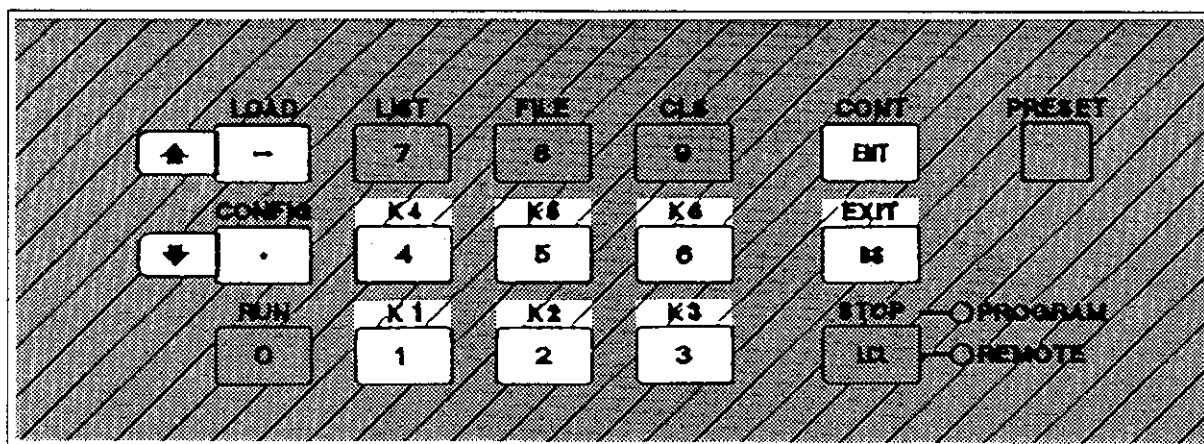 LOAD LIST FILE CLS CONT PRESET
- 7 8 9 ENT
CONFIG K4 K5 K6 EXIT
. 4 5 6 BS
RUN K1 K2 K3 STOP PROGRAM
0 1 2 3 REMOTE